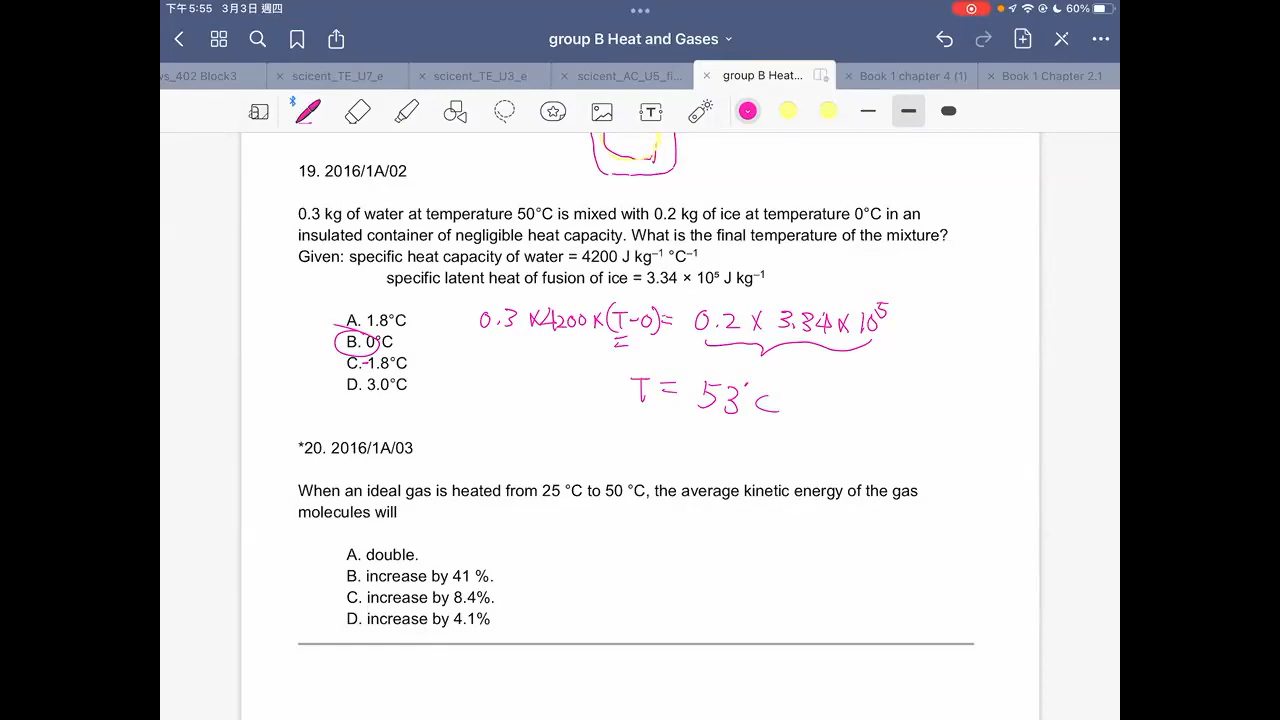 下午 5:55 3月3日 週四
60%
group B Heat and Gases
ws_402 Block3
scicent_TE_U7_e
scicent_TE_U3_e
scicent_AC_U5_fi...
group B Heat...
Book 1 chapter 4 (1)
Book 1 Chapter 2.1
19. 2016/1A/02
0.3 kg of water at temperature 50°C is mixed with 0.2 kg of ice at temperature 0°C in an
insulated container of negligible heat capacity. What is the final temperature of the mixture?
Given: specific heat capacity of water = 4200 J kg⁻¹ °C⁻¹
specific latent heat of fusion of ice = 3.34 × 10⁵ J kg⁻¹
A. 1.8°C
0.3 × 4200 × (T-0) = 0.2 × 3.34 × 10⁵
B. 0°C
C. -1.8°C
D. 3.0°C
T = 53°C
*20. 2016/1A/03
When an ideal gas is heated from 25 °C to 50 °C, the average kinetic energy of the gas
molecules will
A. double.
B. increase by 41 %.
C. increase by 8.4%.
D. increase by 4.1%